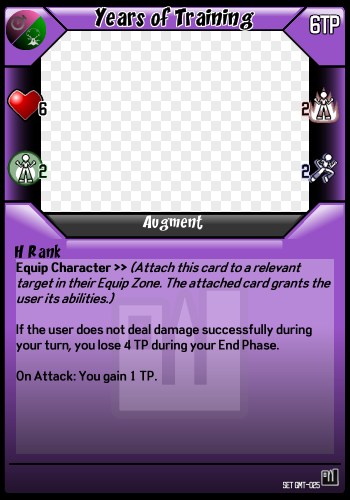 Years of Training
6TP
6
2
2
2
Augment
H Rank
Equip Character >> (Attach this card to a relevant
target in their Equip Zone. The attached card grants the
user its abilities.)
If the user does not deal damage successfully during
your turn, you lose 4 TP during your End Phase.
On Attack: You gain 1 TP.
SET GMT-025